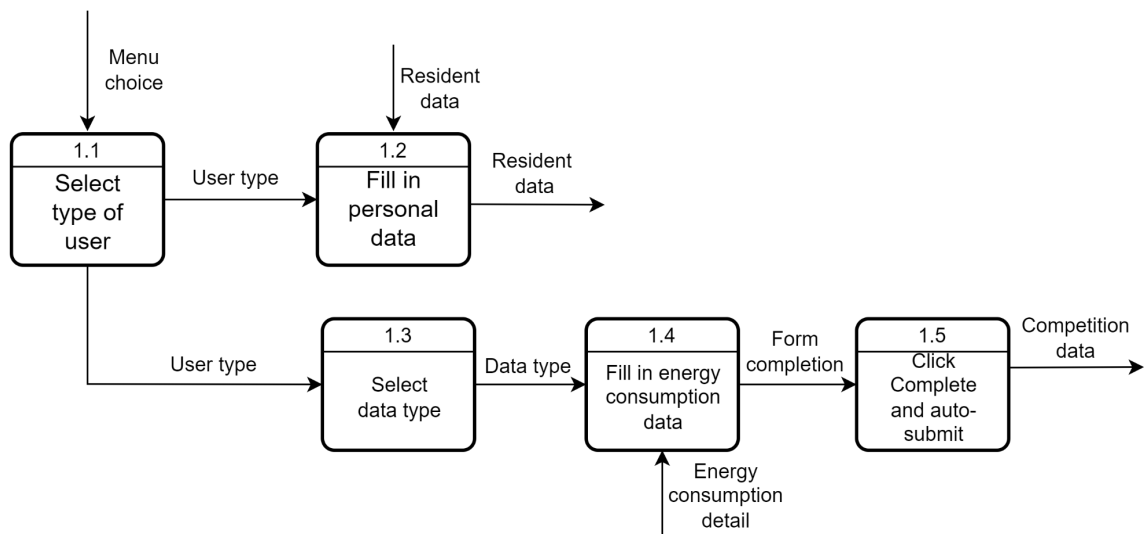 Menu
choice
Resident
data
1.1
Select
type of
user
User type
1.2
Fill in
personal
data
Resident
data
User type
1.3
Select
data type
Data type
1.4
Fill in energy
consumption
data
Form
completion
1.5
Click
Complete
and auto-
submit
Competition
data
Energy
consumption
detail